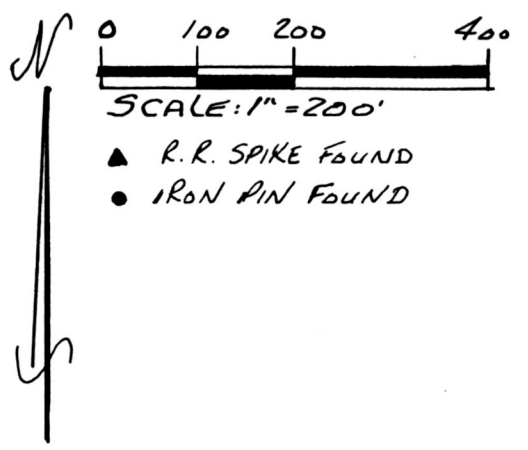 N
0 100 200 400
SCALE: 1" = 200'
R.R. SPIKE FOUND
IRON PIN FOUND